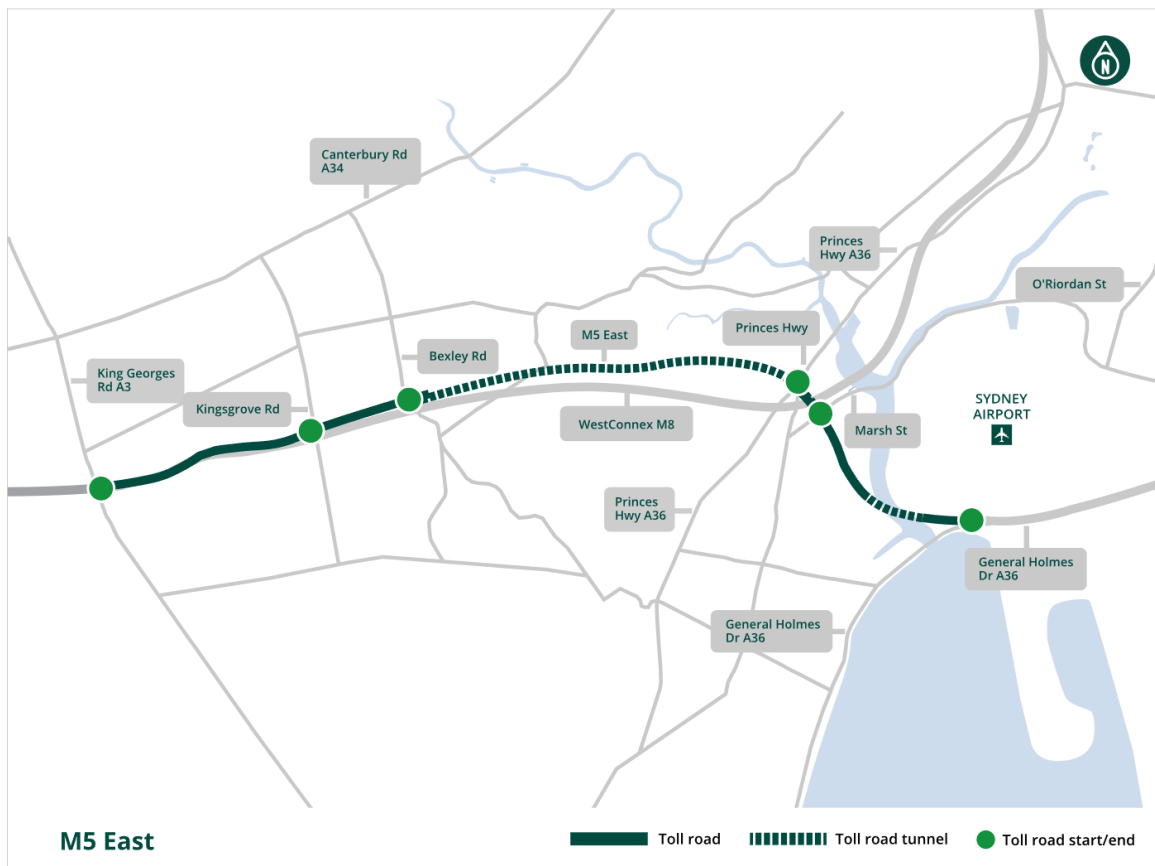 N
Canterbury Rd
A34
Princes
Hwy A36
O'Riordan St
M5 East
Princes Hwy
Bexley Rd
King Georges
Rd A3
Kingsgrove Rd
WestConnex M8
Marsh St
SYDNEY
AIRPORT
Princes
Hwy A36
General Holmes
Dr A36
General Holmes
Dr A36
M5 East
Toll road
Toll road tunnel
Toll road start/end